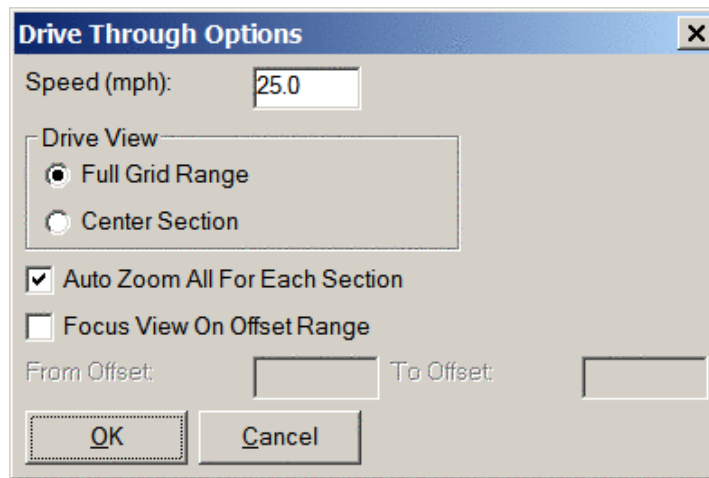 Drive Through Options
Speed (mph): 25.0
Drive View
Full Grid Range
Center Section
Auto Zoom All For Each Section
Focus View On Offset Range
From Offset: To Offset:
OK Cancel